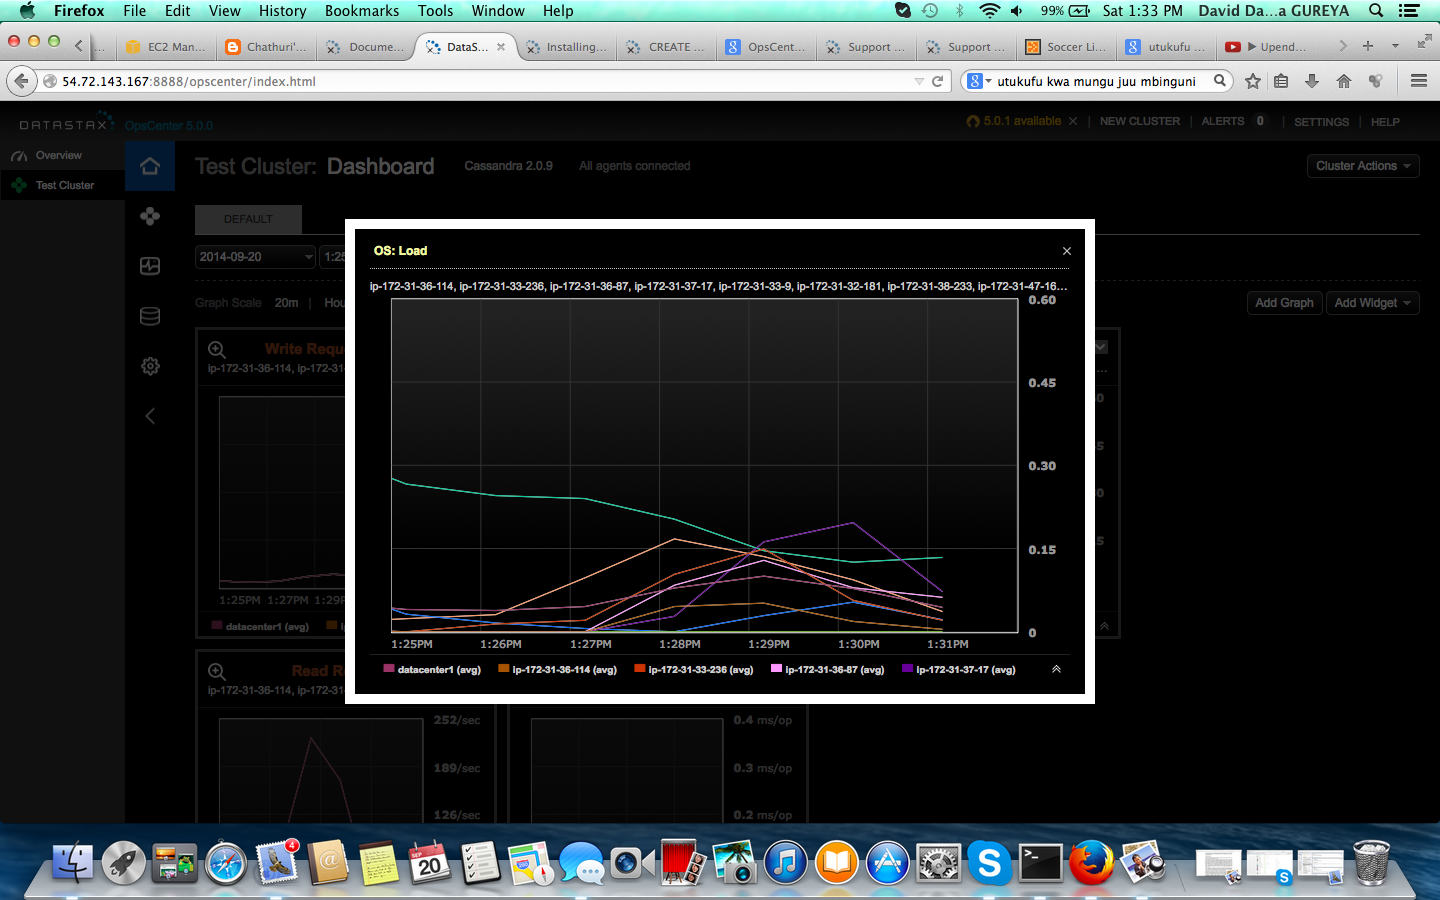 Firefox File Edit View History Bookmarks Tools Window Help 99% Sat 1:33 PM David Da...a GUREYA
... EC2 Man... Chathuri'... Docume... DataS... Installing... CREATE ... OpsCent... Support ... Support ... Soccer Li... utukufu ... Upend...
54.72.143.167:8888/opscenter/index.html utukufu kwa mungu juu mbinguni
DATASTAX OpsCenter 5.0.0 5.0.1 available NEW CLUSTER ALERTS 0 SETTINGS HELP
Overview
Test Cluster
Test Cluster: Dashboard Cassandra 2.0.9 All agents connected Cluster Actions
DEFAULT
2014-09-20 1:25
Graph Scale 20m Hou
Add Graph Add Widget
OS: Load
ip-172-31-36-114, ip-172-31-33-236, ip-172-31-36-87, ip-172-31-37-17, ip-172-31-33-9, ip-172-31-32-181, ip-172-31-38-233, ip-172-31-47-16...
0.60
0.45
0.30
0.15
0
1:25PM 1:26PM 1:27PM 1:28PM 1:29PM 1:30PM 1:31PM
datacenter1 (avg) ip-172-31-36-114 (avg) ip-172-31-33-236 (avg) ip-172-31-36-87 (avg) ip-172-31-37-17 (avg)
Write Requ
ip-172-31-36-114, ip-172-31
1:25PM 1:27PM 1:29P
datacenter1 (avg)
Read Re
ip-172-31-36-114, ip-172-31
252/sec
189/sec
126/sec
0.4 ms/op
0.3 ms/op
0.2 ms/op
4
SEP
20